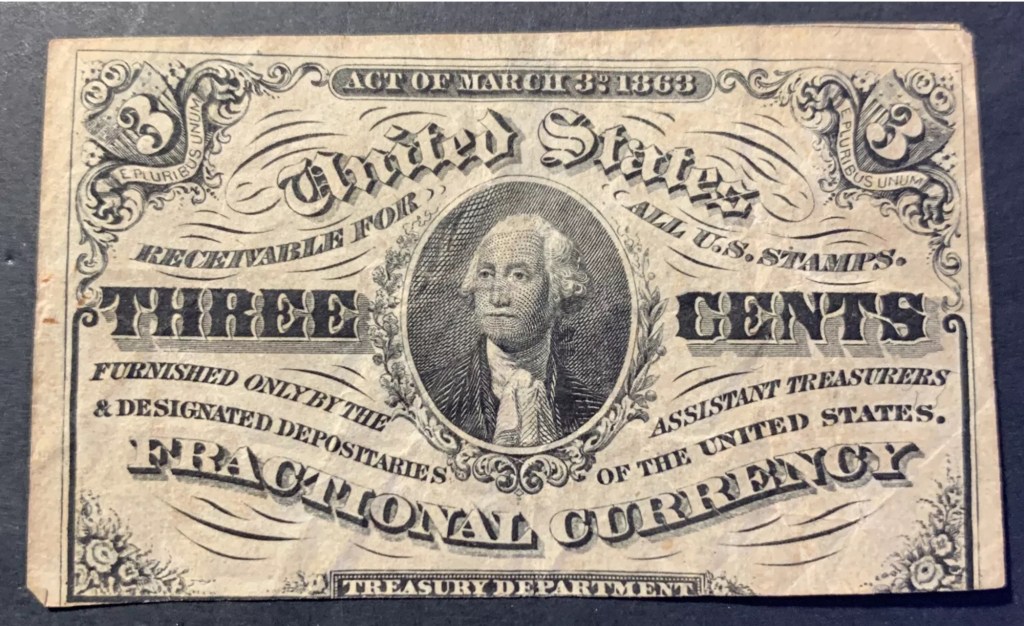 ACT OF MARCH 3D 1863
3
E PLURIBUS UNUM
3
E PLURIBUS UNUM
United States
RECEIVABLE FOR ALL U.S. STAMPS.
THREE CENTS
FURNISHED ONLY BY THE ASSISTANT TREASURERS
& DESIGNATED DEPOSITARIES OF THE UNITED STATES.
FRACTIONAL CURRENCY
TREASURY DEPARTMENT